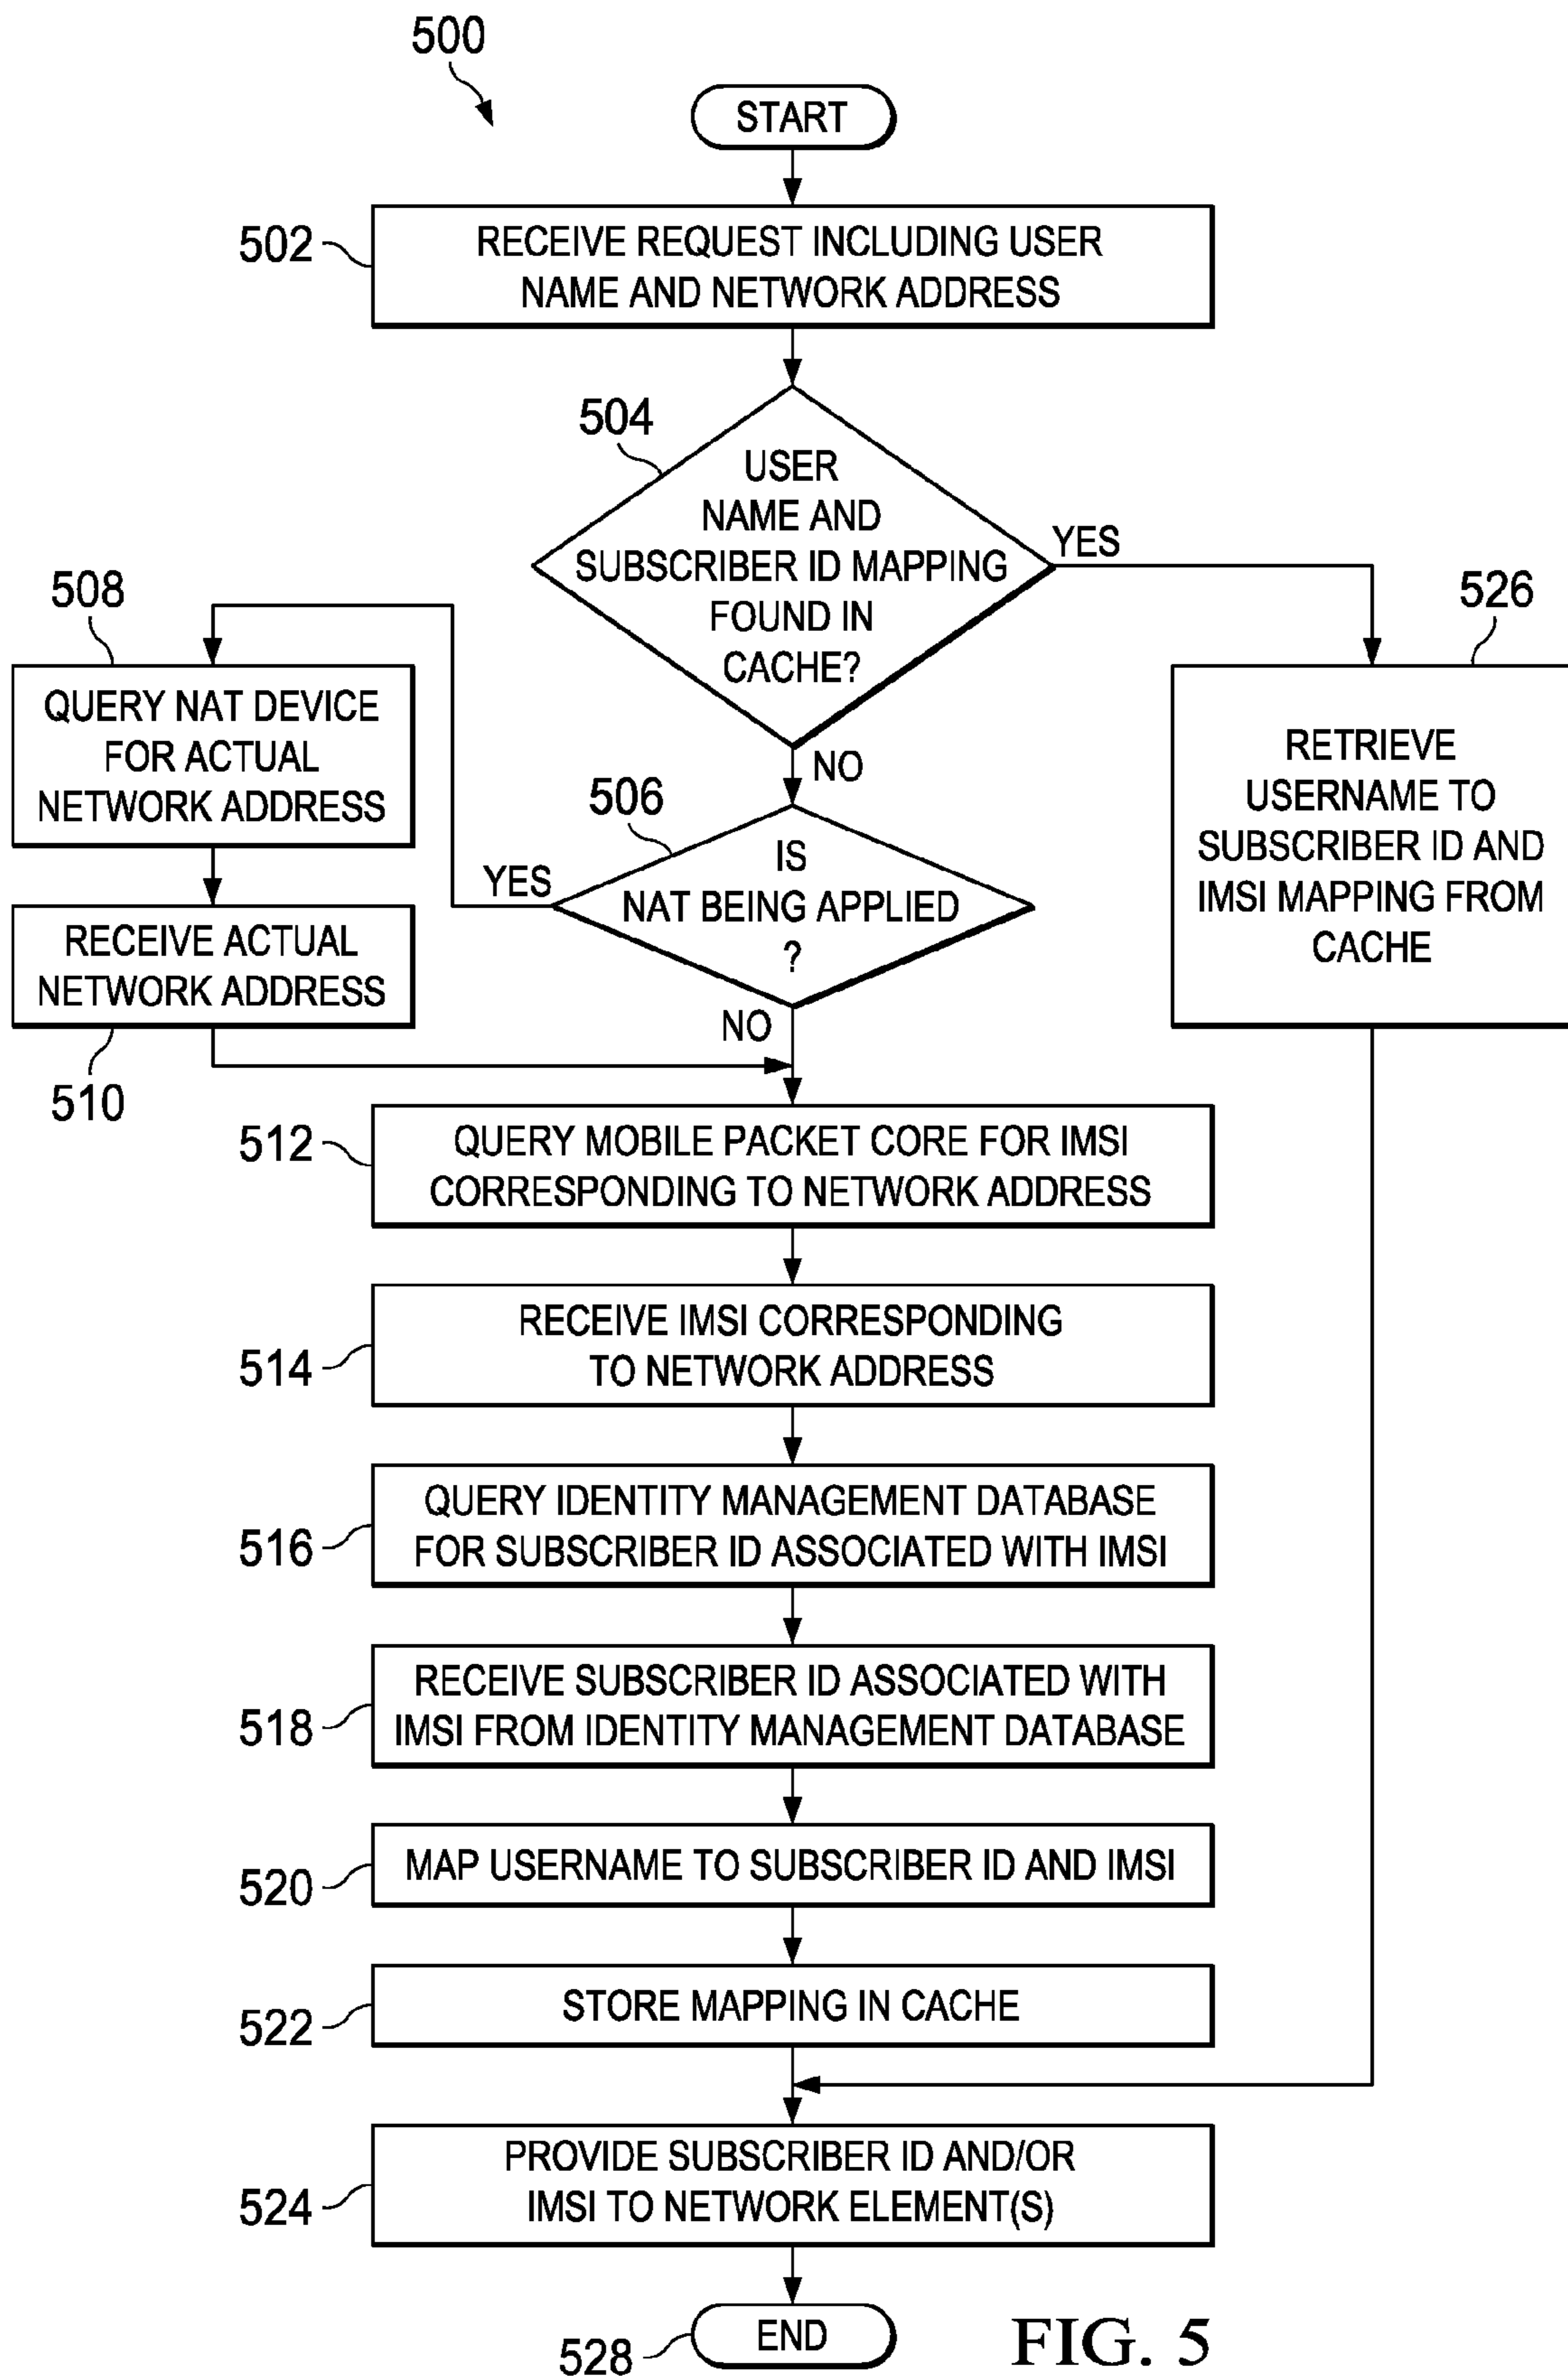 500
START
502
RECEIVE REQUEST INCLUDING USER
NAME AND NETWORK ADDRESS
504
USER
NAME AND
SUBSCRIBER ID MAPPING
FOUND IN
CACHE?
YES
NO
526
RETRIEVE
USERNAME TO
SUBSCRIBER ID AND
IMSI MAPPING FROM
CACHE
506
IS
NAT BEING APPLIED
?
YES
NO
508
QUERY NAT DEVICE
FOR ACTUAL
NETWORK ADDRESS
RECEIVE ACTUAL
NETWORK ADDRESS
510
512
QUERY MOBILE PACKET CORE FOR IMSI
CORRESPONDING TO NETWORK ADDRESS
514
RECEIVE IMSI CORRESPONDING
TO NETWORK ADDRESS
516
QUERY IDENTITY MANAGEMENT DATABASE
FOR SUBSCRIBER ID ASSOCIATED WITH IMSI
518
RECEIVE SUBSCRIBER ID ASSOCIATED WITH
IMSI FROM IDENTITY MANAGEMENT DATABASE
520
MAP USERNAME TO SUBSCRIBER ID AND IMSI
522
STORE MAPPING IN CACHE
524
PROVIDE SUBSCRIBER ID AND/OR
IMSI TO NETWORK ELEMENT(S)
528
END
FIG. 5